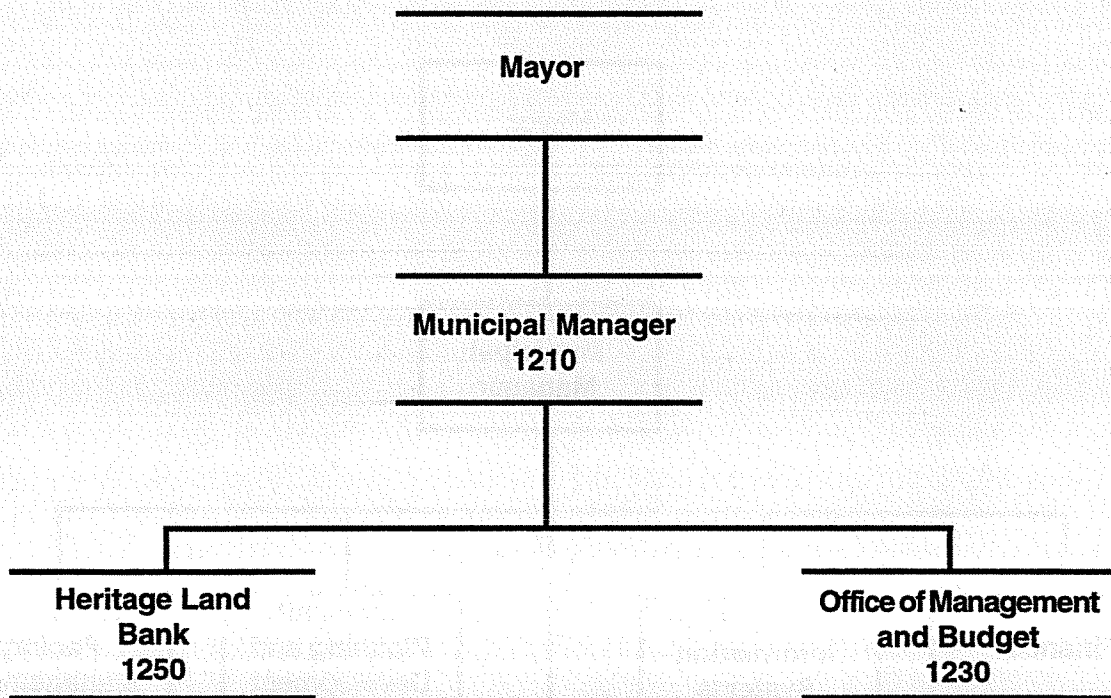 Mayor
Municipal Manager
1210
Heritage Land
Bank
1250
Office of Management
and Budget
1230